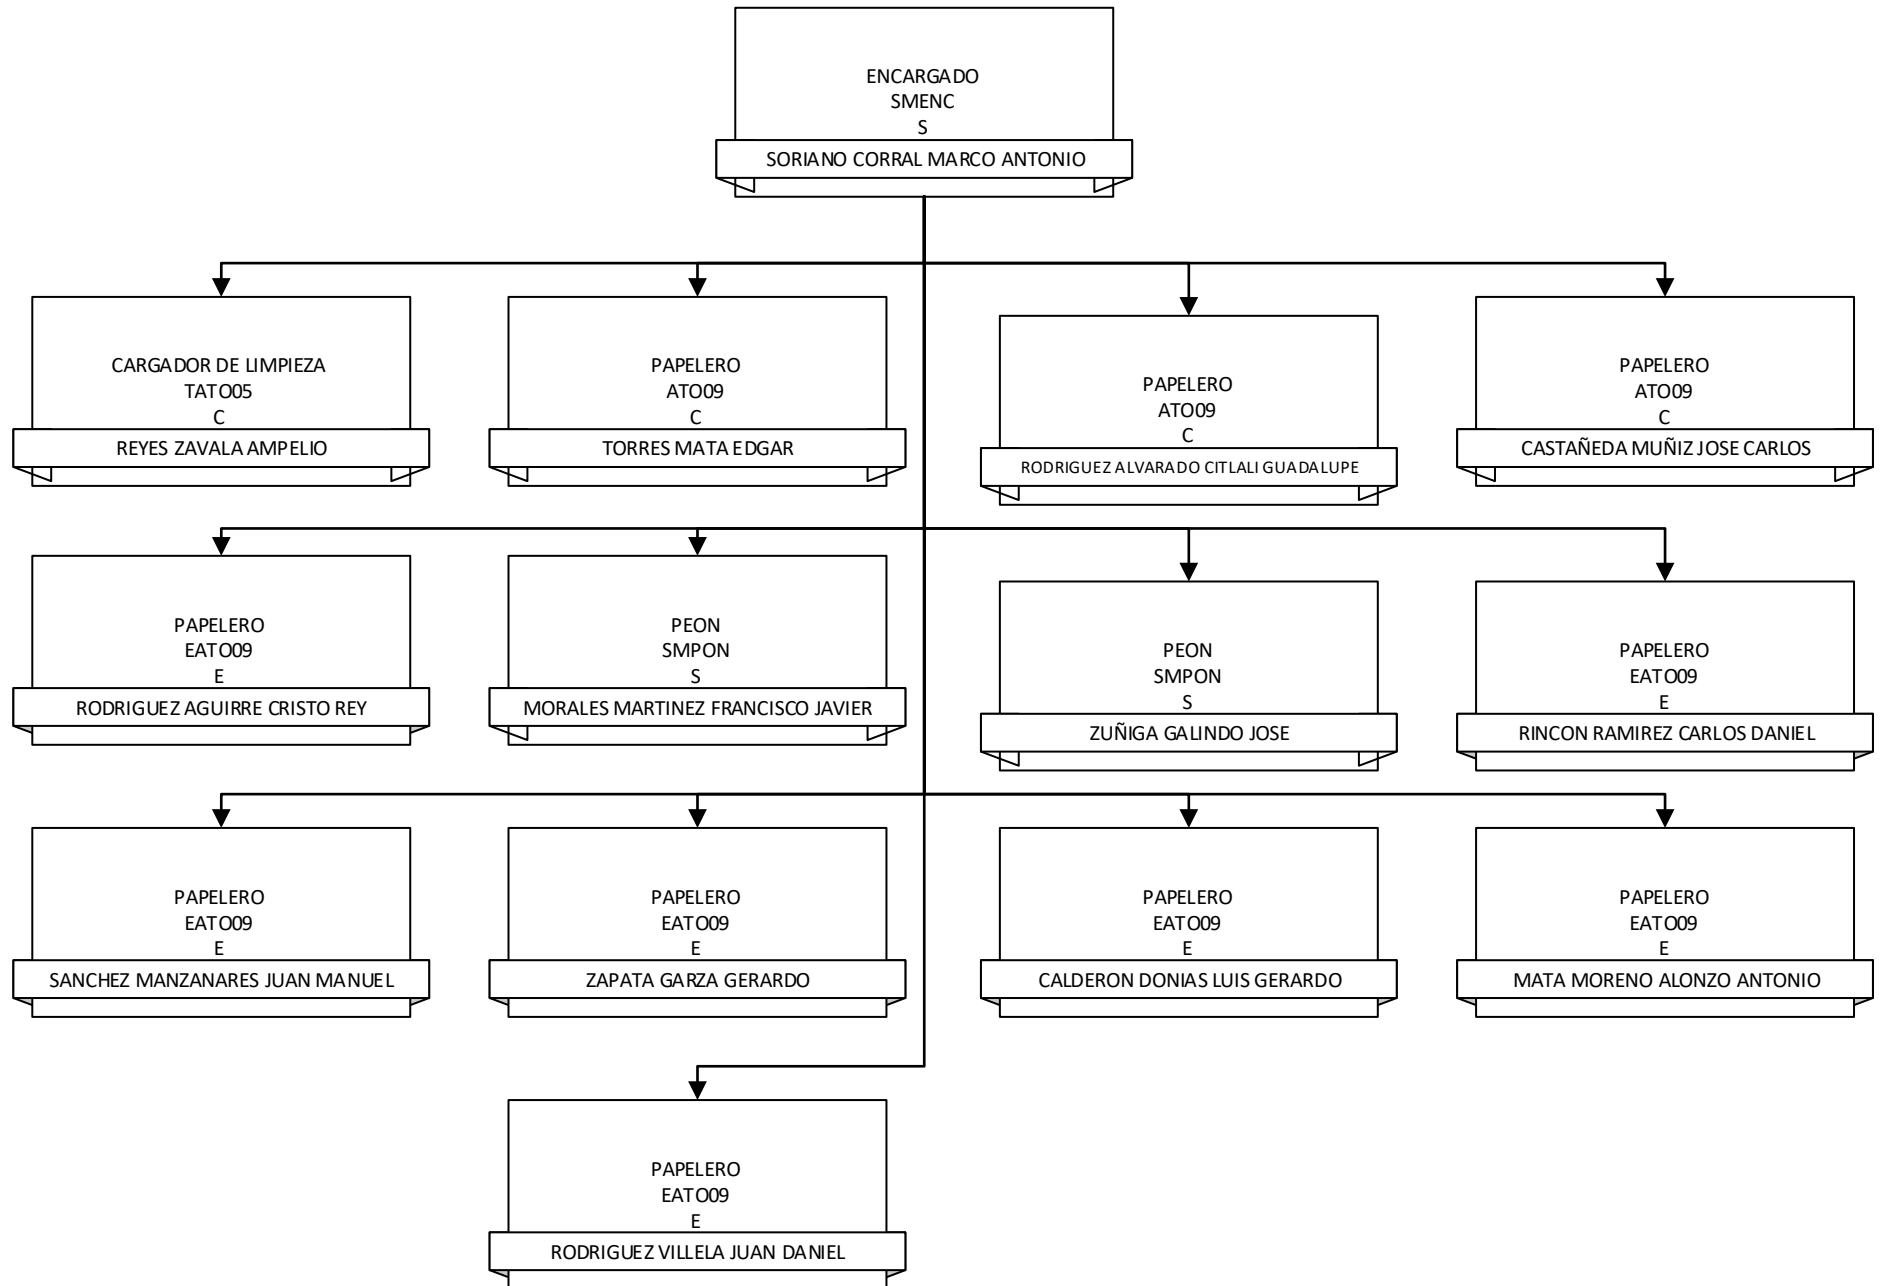 ENCARGADO
SMENC
S
SORIANO CORRAL MARCO ANTONIO
CARGADOR DE LIMPIEZA
TATO05
C
REYES ZAVALA AMPELIO
PAPELERO
ATO09
C
TORRES MATA EDGAR
PAPELERO
ATO09
C
RODRIGUEZ ALVARADO CITLALI GUADALUPE
PAPELERO
ATO09
C
CASTAÑEDA MUÑIZ JOSE CARLOS
PAPELERO
EATO09
E
RODRIGUEZ AGUIRRE CRISTO REY
PEON
SMPON
S
MORALES MARTINEZ FRANCISCO JAVIER
PEON
SMPON
S
ZUÑIGA GALINDO JOSE
PAPELERO
EATO09
E
RINCON RAMIREZ CARLOS DANIEL
PAPELERO
EATO09
E
SANCHEZ MANZANARES JUAN MANUEL
PAPELERO
EATO09
E
ZAPATA GARZA GERARDO
PAPELERO
EATO09
E
CALDERON DONIAS LUIS GERARDO
PAPELERO
EATO09
E
MATA MORENO ALONZO ANTONIO
PAPELERO
EATO09
E
RODRIGUEZ VILLELA JUAN DANIEL